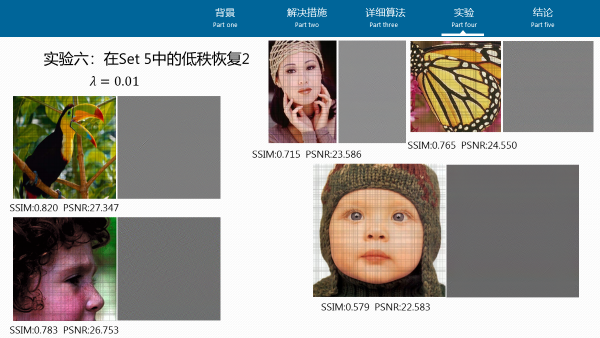 背景
Part one
解决措施
Part two
详细算法
Part three
实验
Part four
结论
Part five
实验六：在Set 5中的低秩恢复2
λ = 0.01
SSIM:0.715 PSNR:23.586
SSIM:0.765 PSNR:24.550
SSIM:0.820 PSNR:27.347
SSIM:0.783 PSNR:26.753
SSIM:0.579 PSNR:22.583